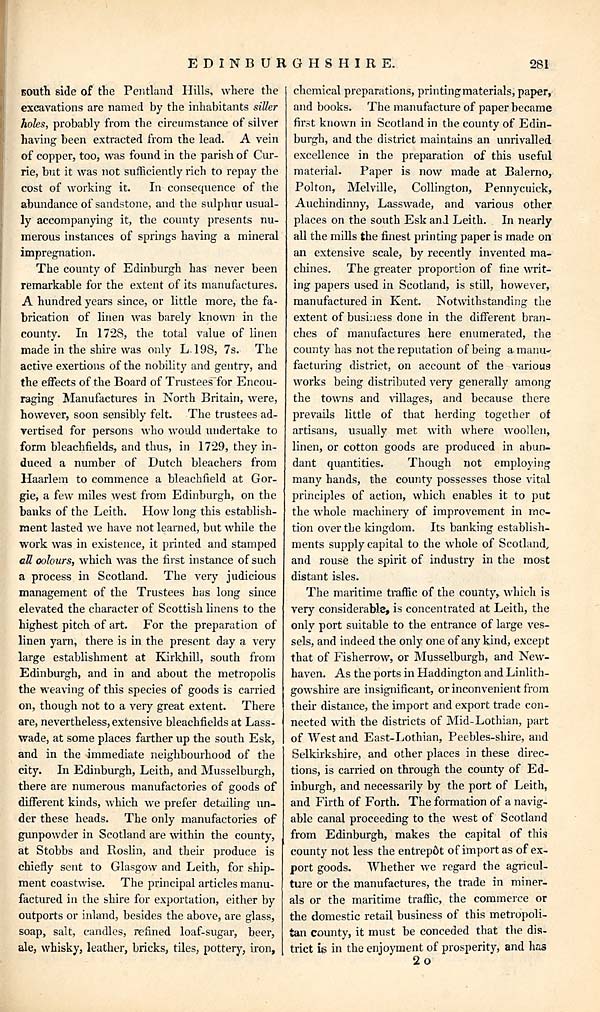 EDINBURGHSHIRE.
281
south side of the Pentland Hills, where the
excavations are named by the inhabitants siller
holes, probably from the circumstance of silver
having been extracted from the lead. A vein
of copper, too, was found in the parish of Cur-
rie, but it was not sufficiently rich to repay the
cost of working it. In consequence of the
abundance of sandstone, and the sulphur usual-
ly accompanying it, the county presents nu-
merous instances of springs having a mineral
impregnation.
The county of Edinburgh has never been
remarkable for the extent of its manufactures.
A hundred years since, or little more, the fa-
brication of linen was barely known in the
county. In 1728, the total value of linen
made in the shire was only L.198, 7s. The
active exertions of the nobility and gentry, and
the effects of the Board of Trustees for Encou-
raging Manufactures in North Britain, were,
however, soon sensibly felt. The trustees ad-
vertised for persons who would undertake to
form bleachfields, and thus, in 1729, they in-
duced a number of Dutch bleachers from
Haarlem to commence a bleachfield at Gor-
gie, a few miles west from Edinburgh, on the
banks of the Leith. How long this establish-
ment lasted we have not learned, but while the
work was in existence, it printed and stamped
all colours, which was the first instance of such
a process in Scotland. The very judicious
management of the Trustees has long since
elevated the character of Scottish linens to the
highest pitch of art. For the preparation of
linen yarn, there is in the present day a very
large establishment at Kirkhill, south from
Edinburgh, and in and about the metropolis
the weaving of this species of goods is carried
on, though not to a very great extent. There
are, nevertheless, extensive bleachfields at Lass-
wade, at some places farther up the south Esk,
and in the immediate neighbourhood of the
city. In Edinburgh, Leith, and Musselburgh,
there are numerous manufactories of goods of
different kinds, which we prefer detailing un-
der these heads. The only manufactories of
gunpowder in Scotland are within the county,
at Stobbs and Roslin, and their produce is
chiefly sent to Glasgow and Leith, for ship-
ment coastwise. The principal articles manu-
factured in the shire for exportation, either by
outports or inland, besides the above, are glass,
soap, salt, candles, refined loaf-sugar, beer,
ale, whisky, leather, bricks, tiles, pottery, iron,
chemical preparations, printing materials, paper,
and books. The manufacture of paper became
first known in Scotland in the county of Edin-
burgh, and the district maintains an unrivalled
excellence in the preparation of this useful
material. Paper is now made at Balerno,
Polton, Melville, Collington, Pennycuick,
Auchindinny, Lasswade, and various other
places on the south Esk and Leith. In nearly
all the mills the finest printing paper is made on
an extensive scale, by recently invented ma-
chines. The greater proportion of fine writ-
ing papers used in Scotland, is still, however,
manufactured in Kent. Notwithstanding the
extent of business done in the different bran-
ches of manufactures here enumerated, the
county has not the reputation of being a manu-
facturing district, on account of the various
works being distributed very generally among
the towns and villages, and because there
prevails little of that herding together of
artisans, usually met with where woollen,
linen, or cotton goods are produced in abun-
dant quantities. Though not employing
many hands, the county possesses those vital
principles of action, which enables it to put
the whole machinery of improvement in mo-
tion over the kingdom. Its banking establish-
ments supply capital to the whole of Scotland,
and rouse the spirit of industry in the most
distant isles.
The maritime traffic of the county, which is
very considerable, is concentrated at Leith, the
only port suitable to the entrance of large ves-
sels, and indeed the only one of any kind, except
that of Fisherrow, or Musselburgh, and New-
haven. As the ports in Haddington and Linlith-
gowshire are insignificant, or inconvenient from
their distance, the import and export trade con-
nected with the districts of Mid-Lothian, part
of West and East-Lothian, Peebles-shire, and
Selkirkshire, and other places in these direc-
tions, is carried on through the county of Ed-
inburgh, and necessarily by the port of Leith,
and Firth of Forth. The formation of a navig-
able canal proceeding to the west of Scotland
from Edinburgh, makes the capital of this
county not less the entrepôt of import as of ex-
port goods. Whether we regard the agricul-
ture or the manufactures, the trade in miner-
als or the maritime traffic, the commerce or
the domestic retail business of this metropoli-
tan county, it must be conceded that the dis-
trict is in the enjoyment of prosperity, and has
2 o